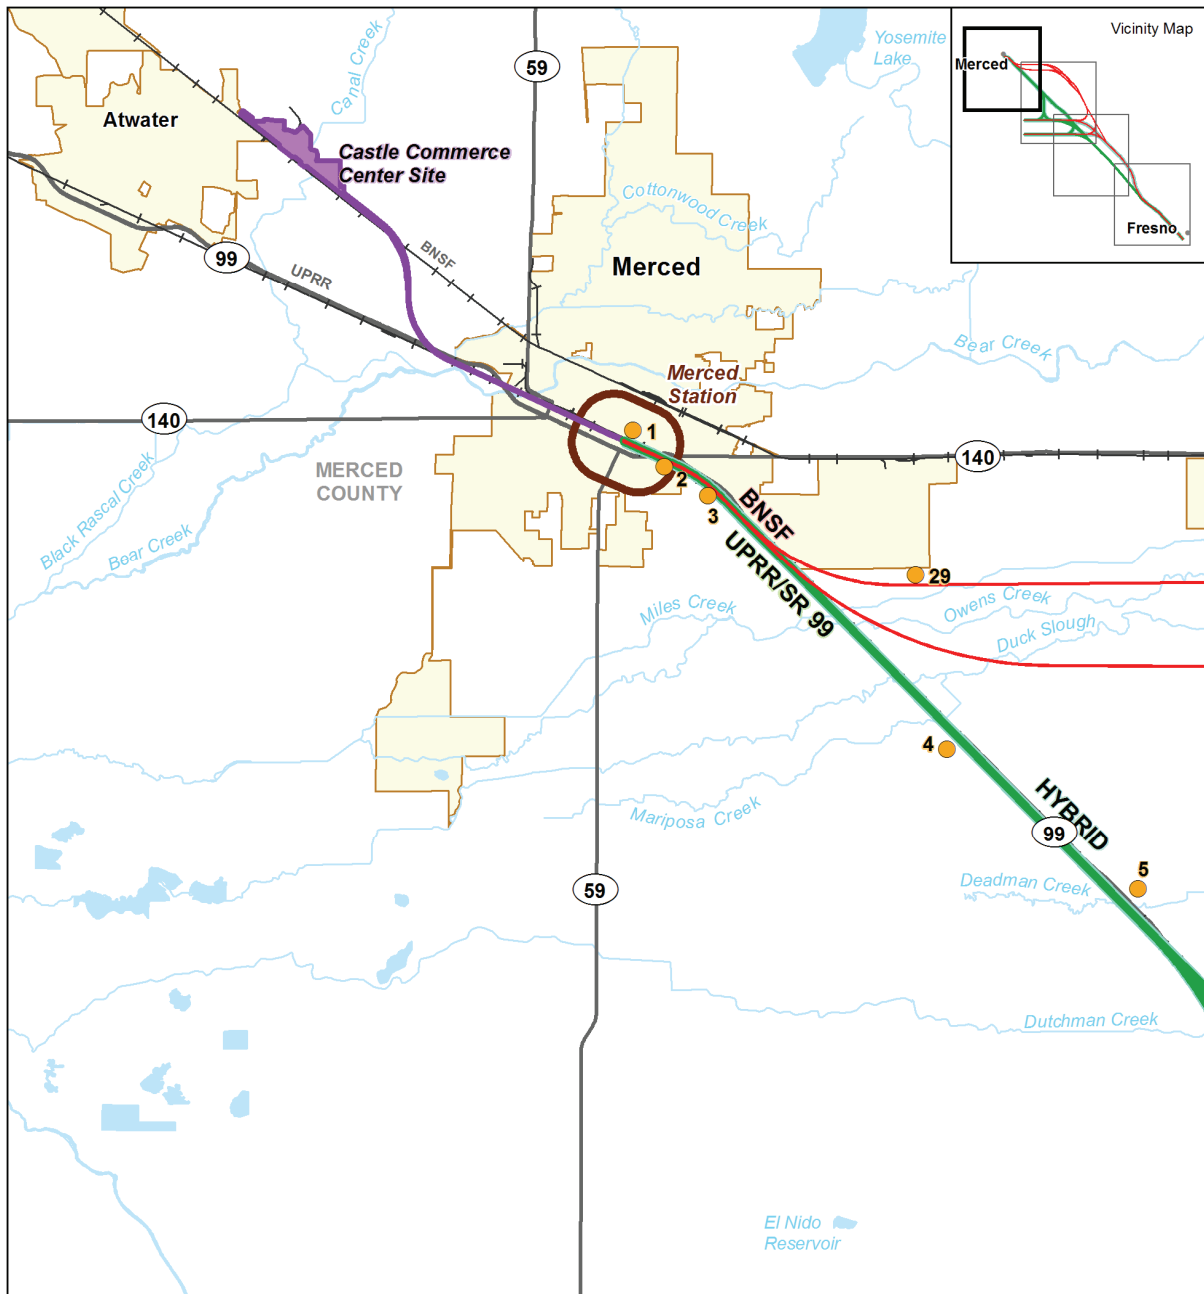 Vicinity Map
Merced
Fresno
Yosemite
Lake
59
Canal Creek
Atwater
Castle Commerce
Center Site
Cottonwood Creek
99
UPRR
BNSF
Merced
Bear Creek
Merced
Station
140
1
140
MERCED
COUNTY
2
3
BNSF
UPRR/SR 99
Black Rascal Creek
Bear Creek
29
Miles Creek
Owens Creek
Duck Slough
4
HYBRID
99
Mariposa Creek
5
59
Deadman Creek
Dutchman Creek
El Nido
Reservoir